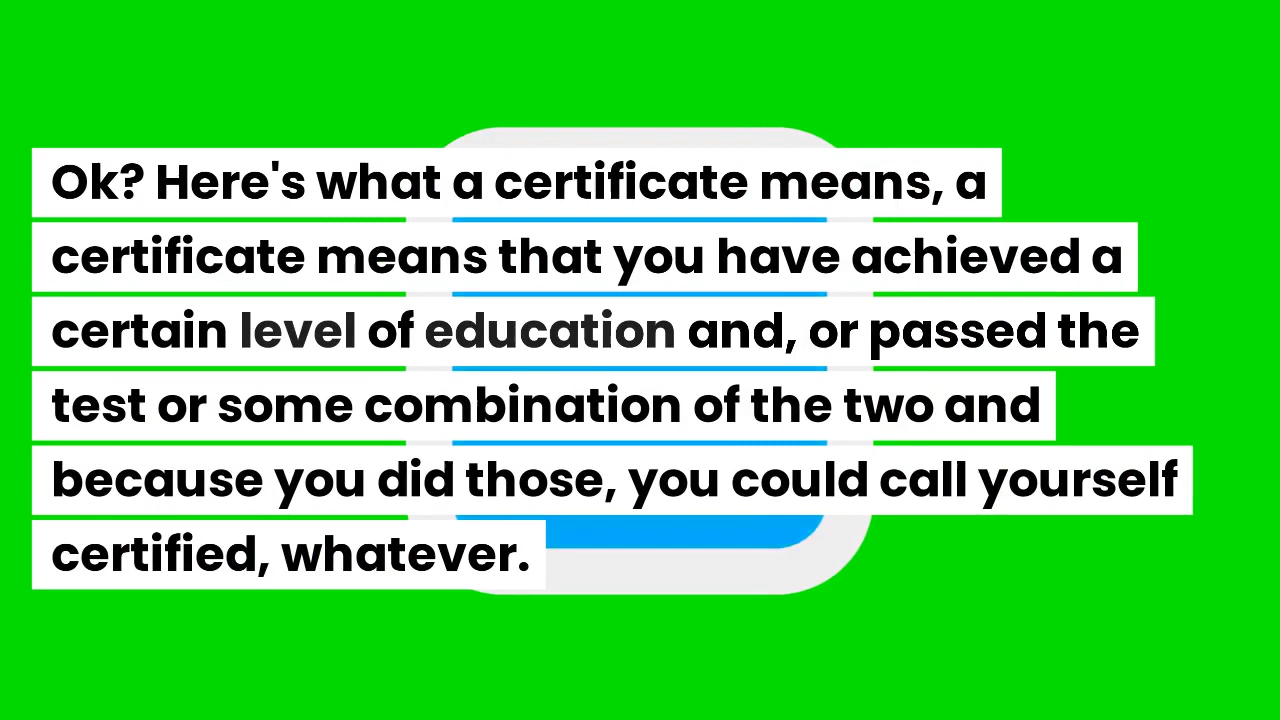 Ok? Here's what a certificate means, a
certificate means that you have achieved a
certain level of education and, or passed the
test or some combination of the two and
because you did those, you could call yourself
certified, whatever.